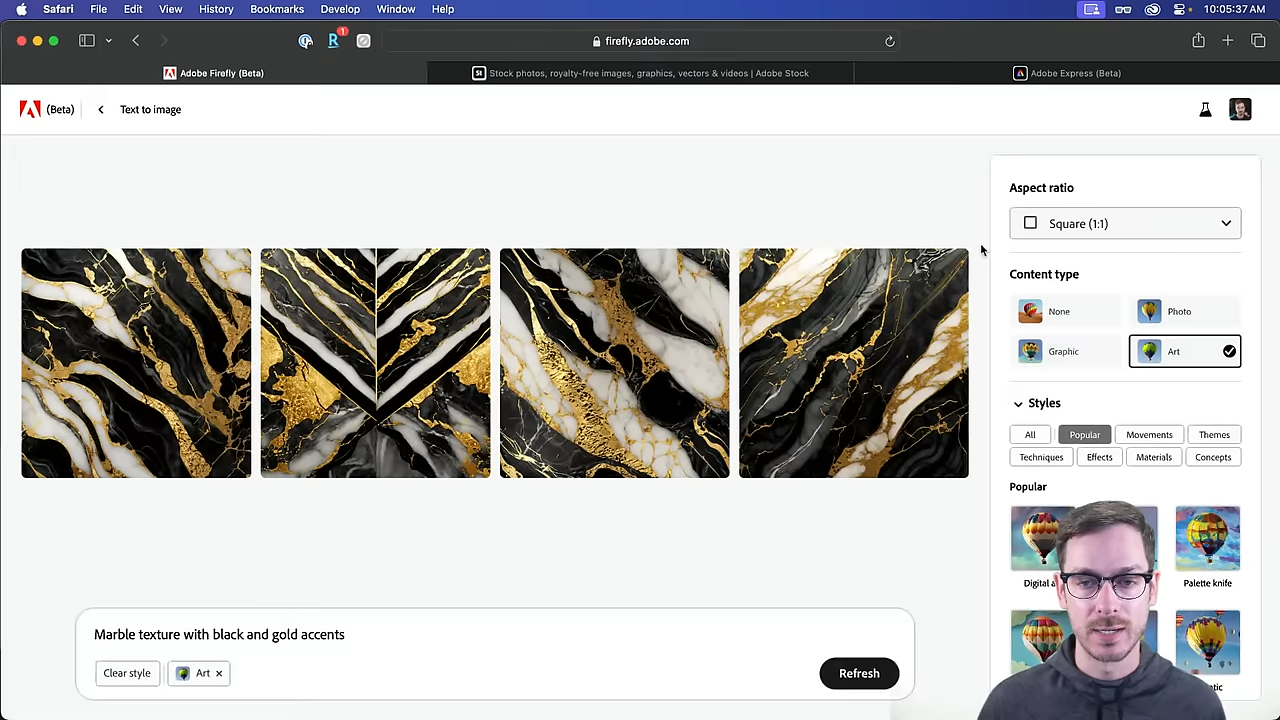 Safari File Edit View History Bookmarks Develop Window Help 10:05:37 AM
R 1 firefly.adobe.com
Adobe Firefly (Beta) St Stock photos, royalty-free images, graphics, vectors & videos | Adobe Stock Adobe Express (Beta)
(Beta) Text to image
Aspect ratio
Square (1:1)
Content type
None Photo
Graphic Art
Styles
All Popular Movements Themes
Techniques Effects Materials Concepts
Popular
Digital Palette knife
Marble texture with black and gold accents
Clear style Art × Refresh